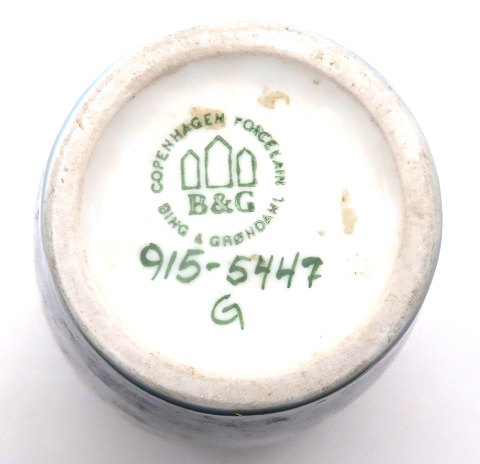 COPENHAGEN PORCELAIN
B&G
BING & GRØNDAHL
915-5447
G